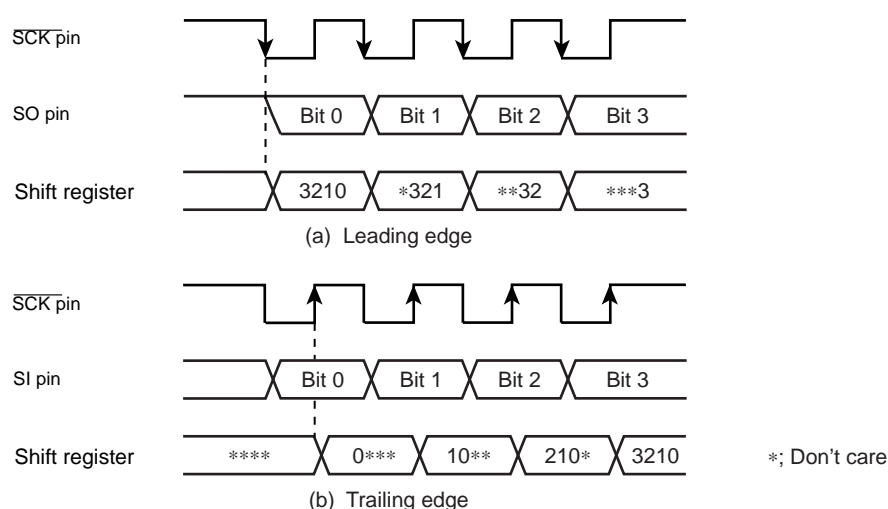 SCK pin
SO pin Bit 0 Bit 1 Bit 2 Bit 3
Shift register 3210 *321 **32 ***3
(a) Leading edge
SCK pin
SI pin Bit 0 Bit 1 Bit 2 Bit 3
Shift register **** 0*** 10** 210* 3210 *; Don't care
(b) Trailing edge